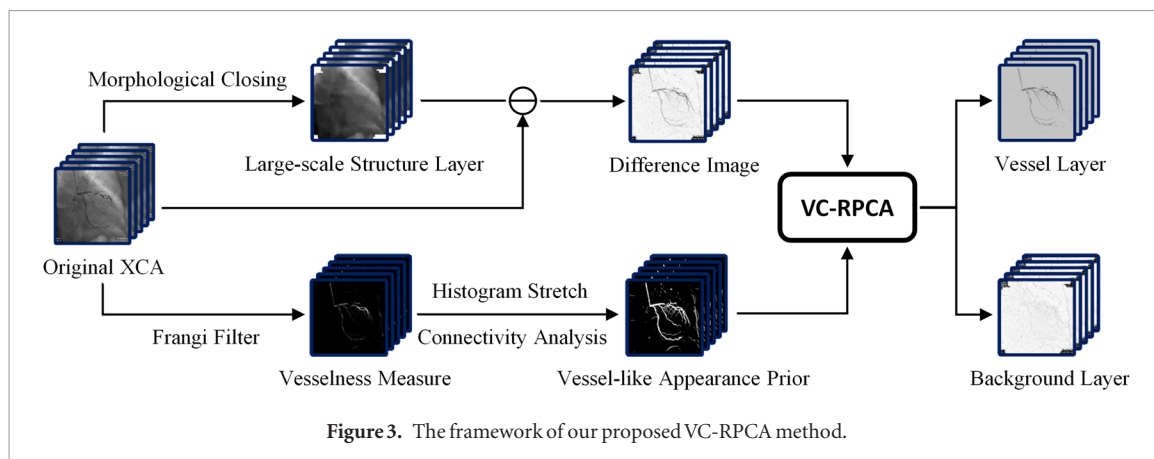 Morphological Closing
Large-scale Structure Layer
Difference Image
Vessel Layer
VC-RPCA
Original XCA
Histogram Stretch
Frangi Filter
Connectivity Analysis
Vesselness Measure
Vessel-like Appearance Prior
Background Layer
Figure 3. The framework of our proposed VC-RPCA method.